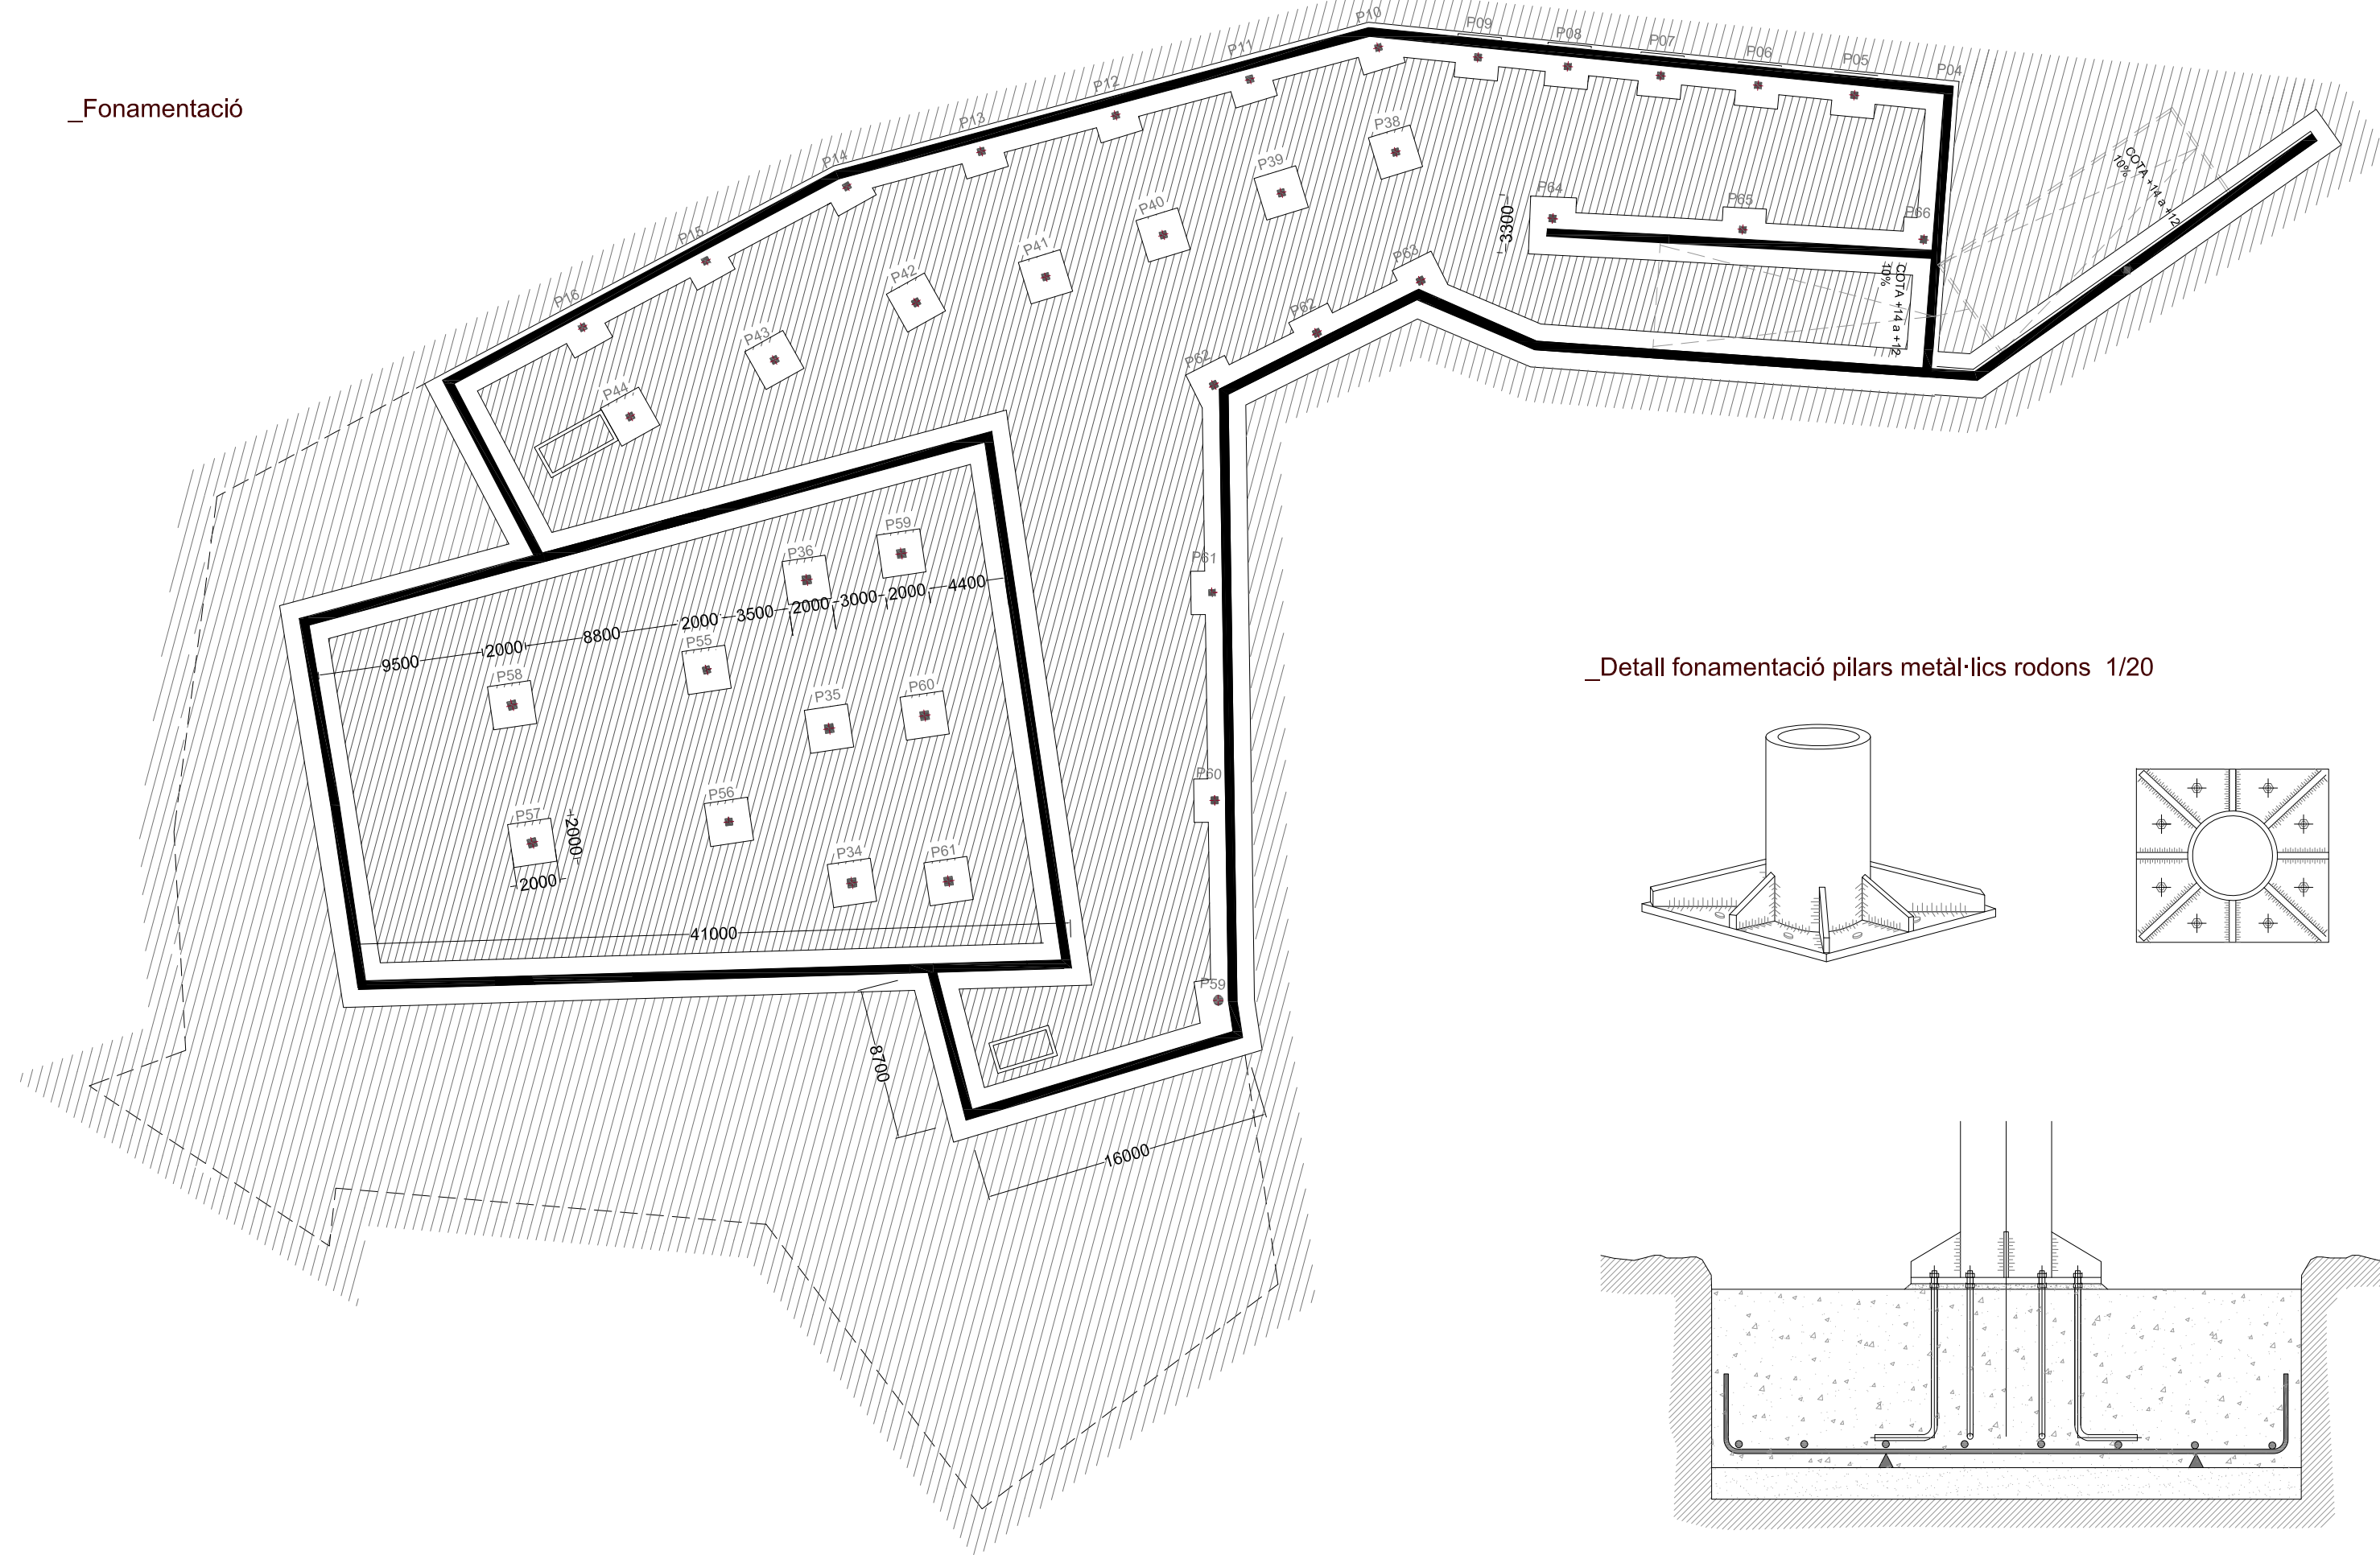 _Fonamentació
P10
P09
P08
P07
P06
P05
P04
P11
P12
P13
P14
P15
P16
P38
P39
P40
P41
P42
P43
P44
P64
P65
P66
3300
P63
P62
P62
COTA +14 a +12
10%
COTA +14 a +12
10%
P61
P60
P59
P59
P36
4400
2000
3000
2000
3500
2000
8800
2000
9500
P58
P55
P35
P60
P57
2000
2000
P56
P34
P61
41000
8700
16000
_Detall fonamentació pilars metàl·lics rodons 1/20